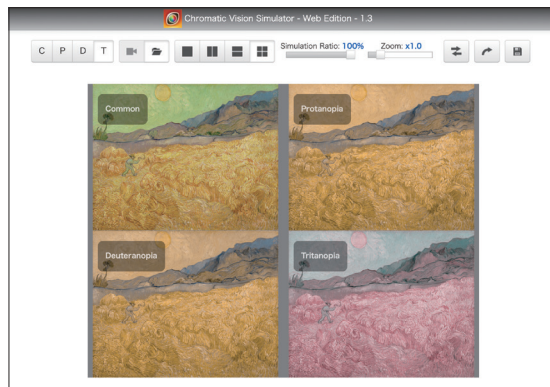 Chromatic Vision Simulator - Web Edition - 1.3
C P D T
Simulation Ratio: 100% Zoom: x1.0
Common
Protanopia
Deuteranopia
Tritanopia